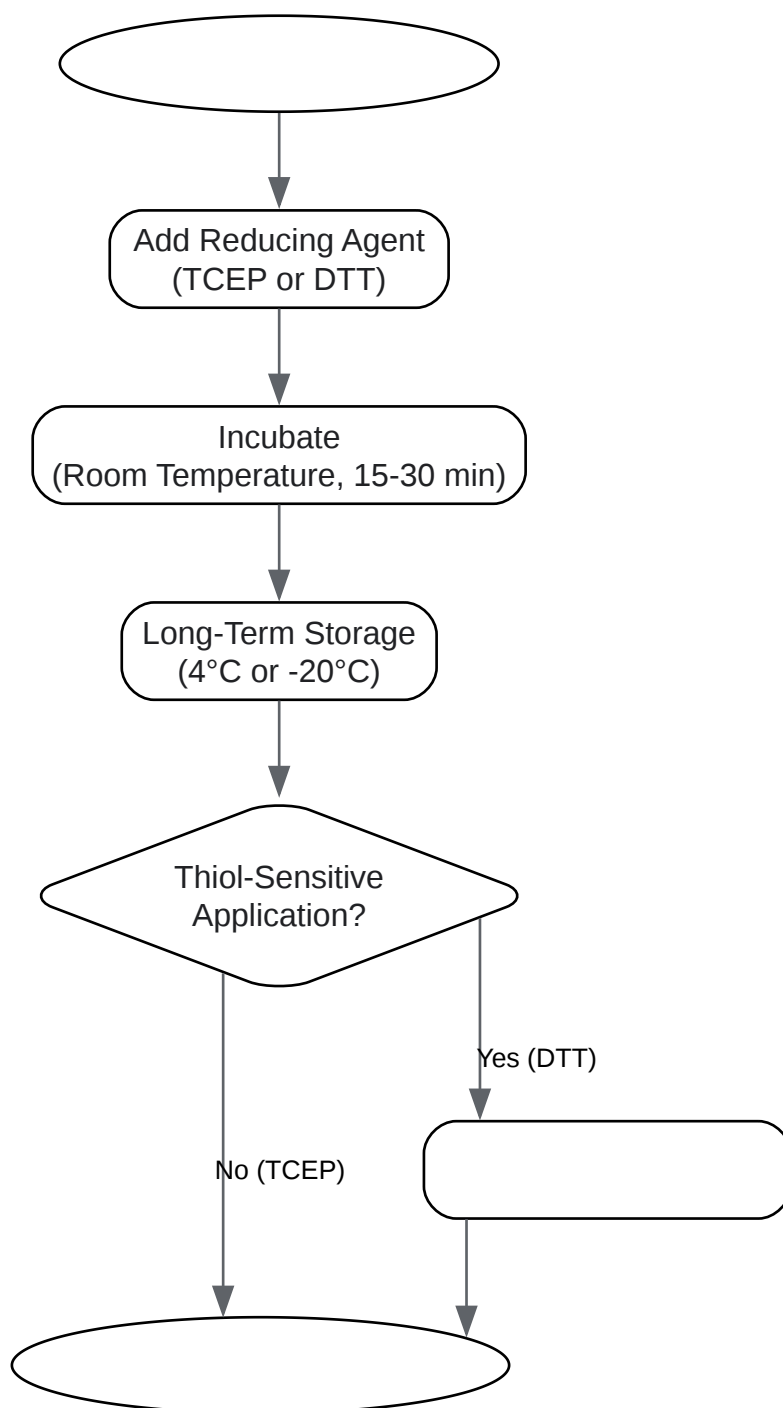 Add Reducing Agent
(TCEP or DTT)
Incubate
(Room Temperature, 15-30 min)
Long-Term Storage
(4°C or -20°C)
Thiol-Sensitive
Application?
Yes (DTT)
No (TCEP)